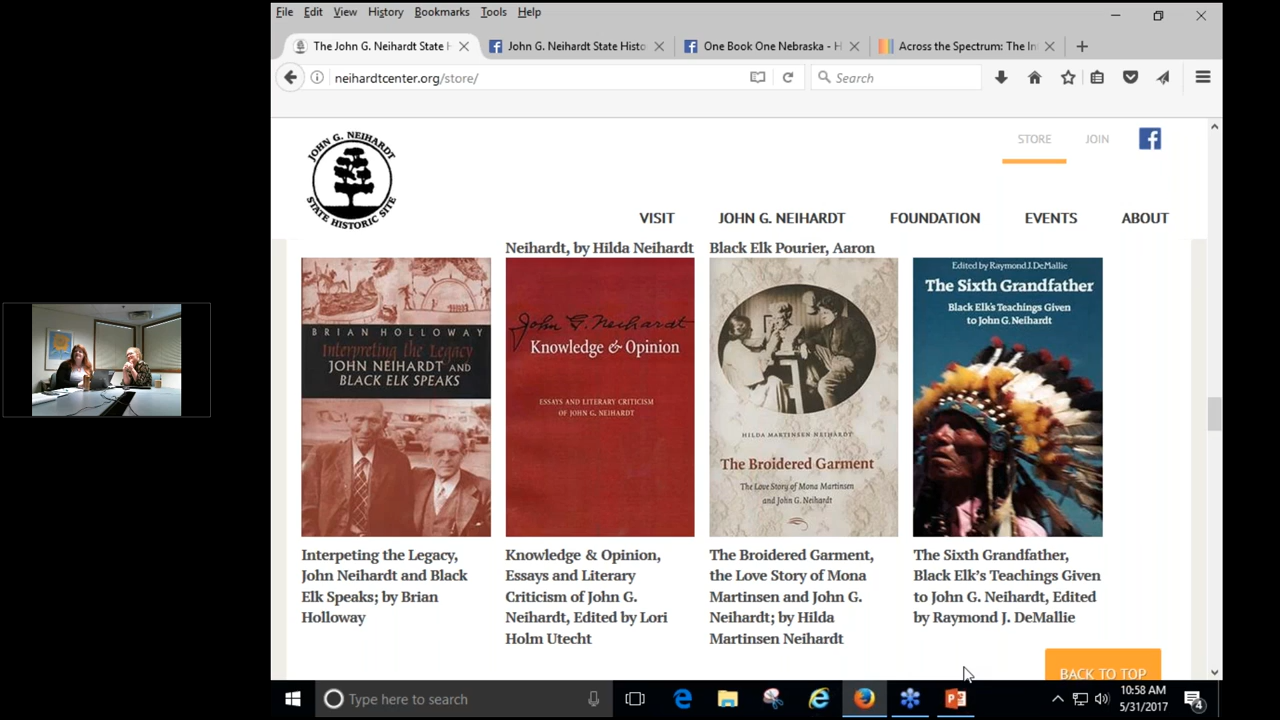 File Edit View History Bookmarks Tools Help
The John G. Neihardt State H
John G. Neihardt State Histo
One Book One Nebraska - H
Across the Spectrum: The In
neihardtcenter.org/store/
Search
STORE JOIN
JOHN G. NEIHARDT
STATE HISTORIC SITE
VISIT JOHN G. NEIHARDT FOUNDATION EVENTS ABOUT
Neihardt, by Hilda Neihardt
Black Elk Pourier, Aaron
BRIAN HOLLOWAY
Interpreting the Legacy
JOHN NEIHARDT AND
BLACK ELK SPEAKS
John G. Neihardt
Knowledge & Opinion
ESSAYS AND LITERARY CRITICISM
OF JOHN G. NEIHARDT
HILDA MARTINSEN NEIHARDT
The Broidered Garment
The Love Story of Mona Martinsen
and John G. Neihardt
Edited by Raymond J. DeMallie
The Sixth Grandfather
Black Elk's Teachings Given
to John G. Neihardt
Interpeting the Legacy,
John Neihardt and Black
Elk Speaks; by Brian
Holloway
Knowledge & Opinion,
Essays and Literary
Criticism of John G.
Neihardt, Edited by Lori
Holm Utecht
The Broidered Garment,
the Love Story of Mona
Martinsen and John G.
Neihardt; by Hilda
Martinsen Neihardt
The Sixth Grandfather,
Black Elk’s Teachings Given
to John G. Neihardt, Edited
by Raymond J. DeMallie
BACK TO TOP
Type here to search
10:58 AM
5/31/2017
4